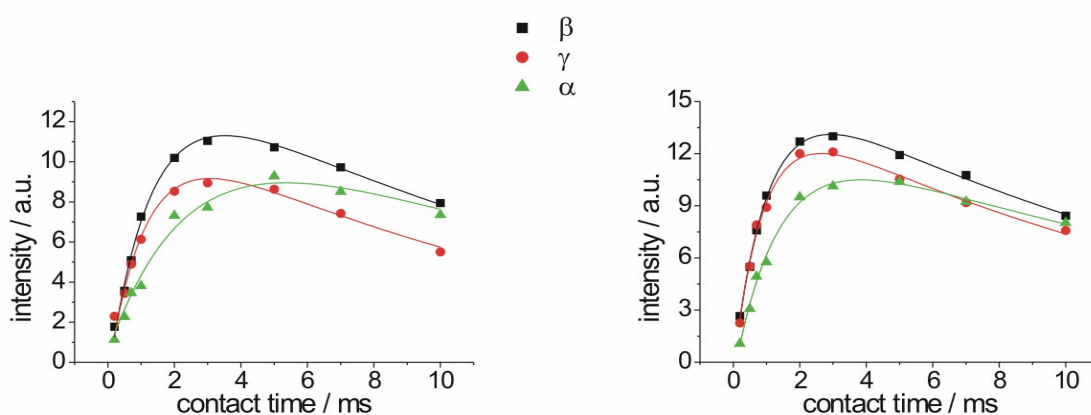 β
γ
α
12
10
8
6
4
2
0
intensity / a.u.
0 2 4 6 8 10
contact time / ms
15
12
9
6
3
0
intensity / a.u.
0 2 4 6 8 10
contact time / ms